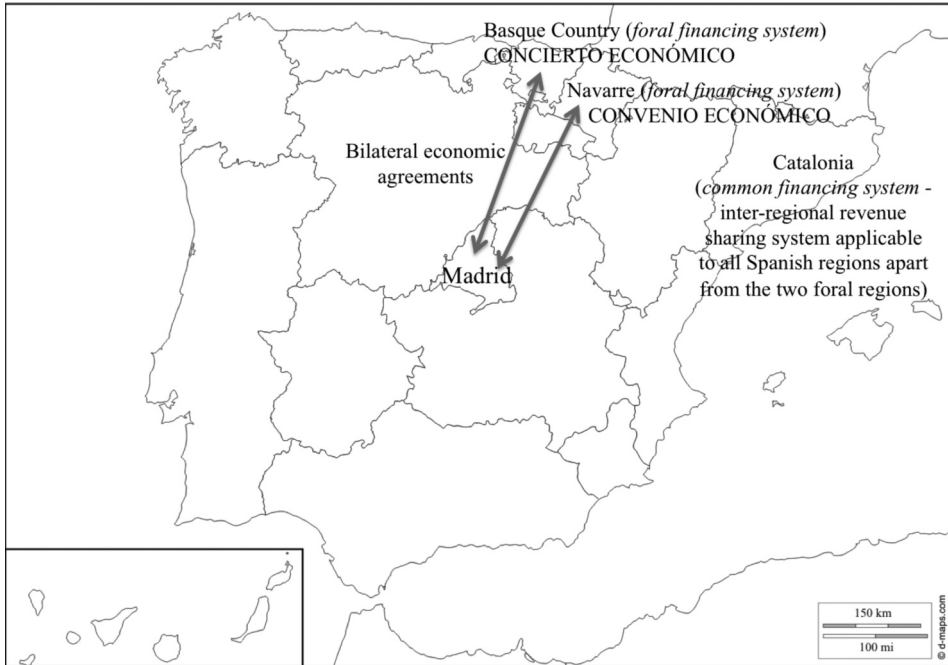 Basque Country (foral financing system)
CONCIERTO ECONÓMICO
Navarre (foral financing system)
CONVENIO ECONÓMICO
Bilateral economic
agreements
Catalonia
(common financing system -
inter-regional revenue
sharing system applicable
to all Spanish regions apart
from the two foral regions)
Madrid
150 km
100 mi
© d-maps.com